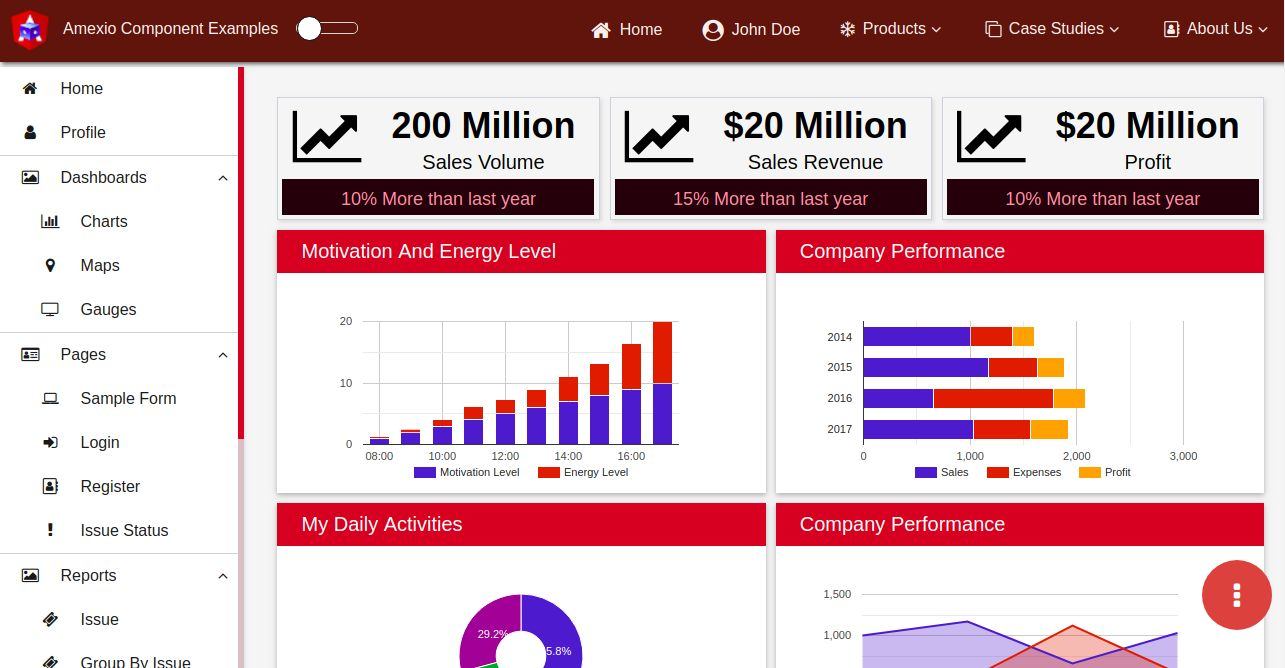 Amexio Component Examples
Home
John Doe
Products
Case Studies
About Us
Home
Profile
Dashboards
Charts
Maps
Gauges
Pages
Sample Form
Login
Register
Issue Status
Reports
Issue
Group By Issue
200 Million
Sales Volume
10% More than last year
$20 Million
Sales Revenue
15% More than last year
$20 Million
Profit
10% More than last year
Motivation And Energy Level
20
10
0
08:00 10:00 12:00 14:00 16:00
Motivation Level Energy Level
Company Performance
2014
2015
2016
2017
0 1,000 2,000 3,000
Sales Expenses Profit
My Daily Activities
29.2%
5.8%
Company Performance
1,500
1,000